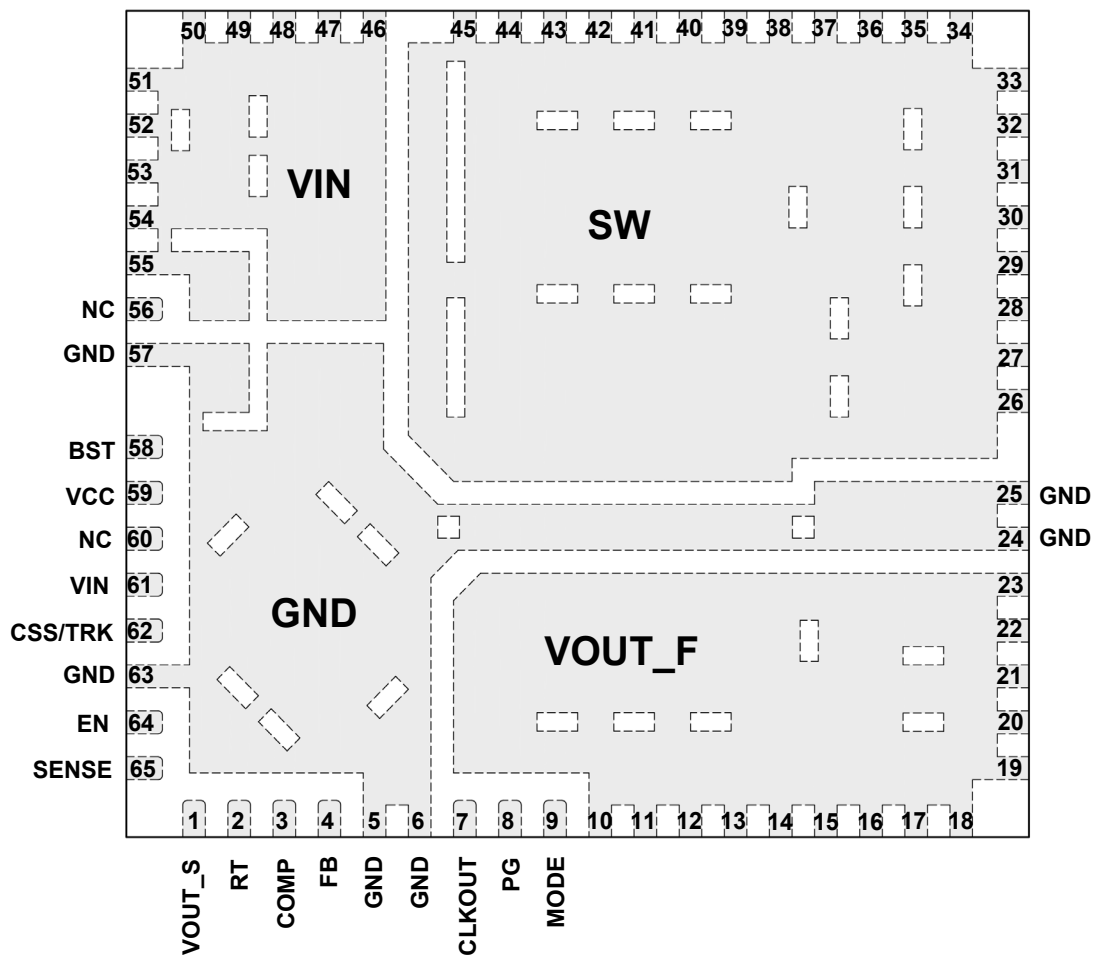 50 49 48 47 46 45 44 43 42 41 40 39 38 37 36 35 34
51 33
52 32
53 31
VIN
54 30
SW
55 29
NC 56 28
GND 57 27
26
BST 58
VCC 59 25 GND
NC 60 24 GND
VIN 61 23
GND
CSS/TRK 62 22
VOUT_F
GND 63 21
EN 64 20
SENSE 65 19
1 2 3 4 5 6 7 8 9 10 11 12 13 14 15 16 17 18
VOUT_S
RT
COMP
FB
GND
GND
CLKOUT
PG
MODE